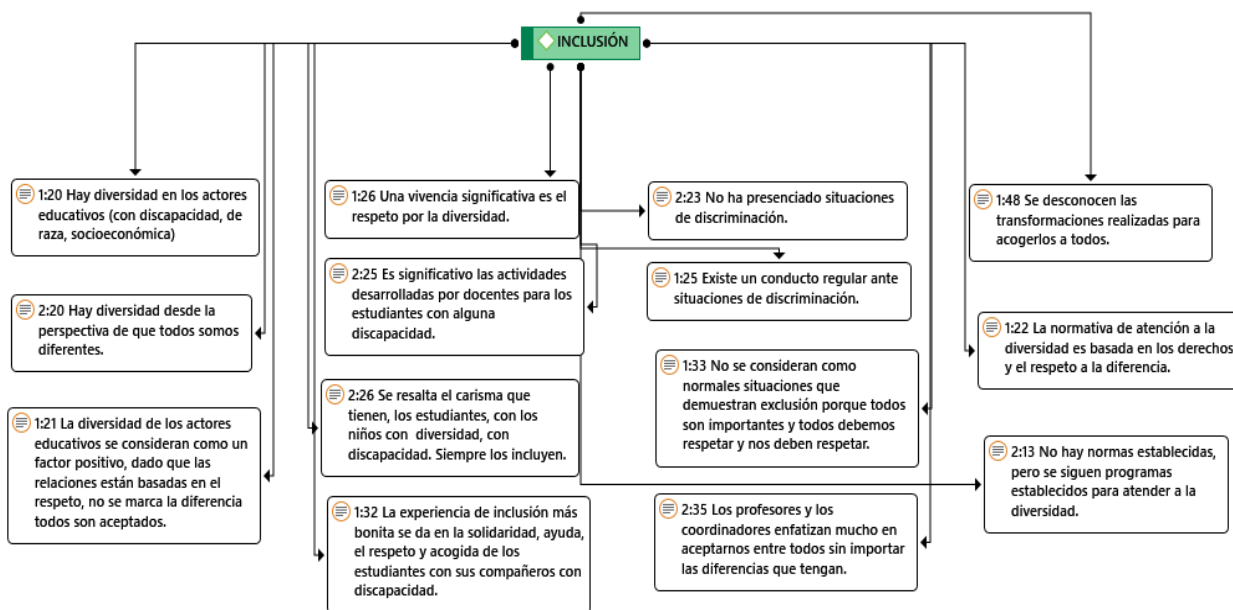 INCLUSIÓN
1:20 Hay diversidad en los actores
educativos (con discapacidad, de
raza, socioeconómica)
2:20 Hay diversidad desde la
perspectiva de que todos somos
diferentes.
1:21 La diversidad de los actores
educativos se consideran como un
factor positivo, dado que las
relaciones están basadas en el
respeto, no se marca la diferencia
todos son aceptados.
1:26 Una vivencia significativa es el
respeto por la diversidad.
2:25 Es significativo las actividades
desarrolladas por docentes para los
estudiantes con alguna
discapacidad.
2:26 Se resalta el carisma que
tienen, los estudiantes, con los
niños con diversidad, con
discapacidad. Siempre los incluyen.
1:32 La experiencia de inclusión más
bonita se da en la solidaridad, ayuda,
el respeto y acogida de los
estudiantes con sus compañeros con
discapacidad.
2:23 No ha presenciado situaciones
de discriminación.
1:25 Existe un conducto regular ante
situaciones de discriminación.
1:33 No se consideran como
normales situaciones que
demuestran exclusión porque todos
son importantes y todos debemos
respetar y nos deben respetar.
2:35 Los profesores y los
coordinadores enfatizan mucho en
aceptarnos entre todos sin importar
las diferencias que tengan.
1:48 Se desconocen las
transformaciones realizadas para
acogerlos a todos.
1:22 La normativa de atención a la
diversidad es basada en los derechos
y el respeto a la diferencia.
2:13 No hay normas establecidas,
pero se siguen programas
establecidos para atender a la
diversidad.